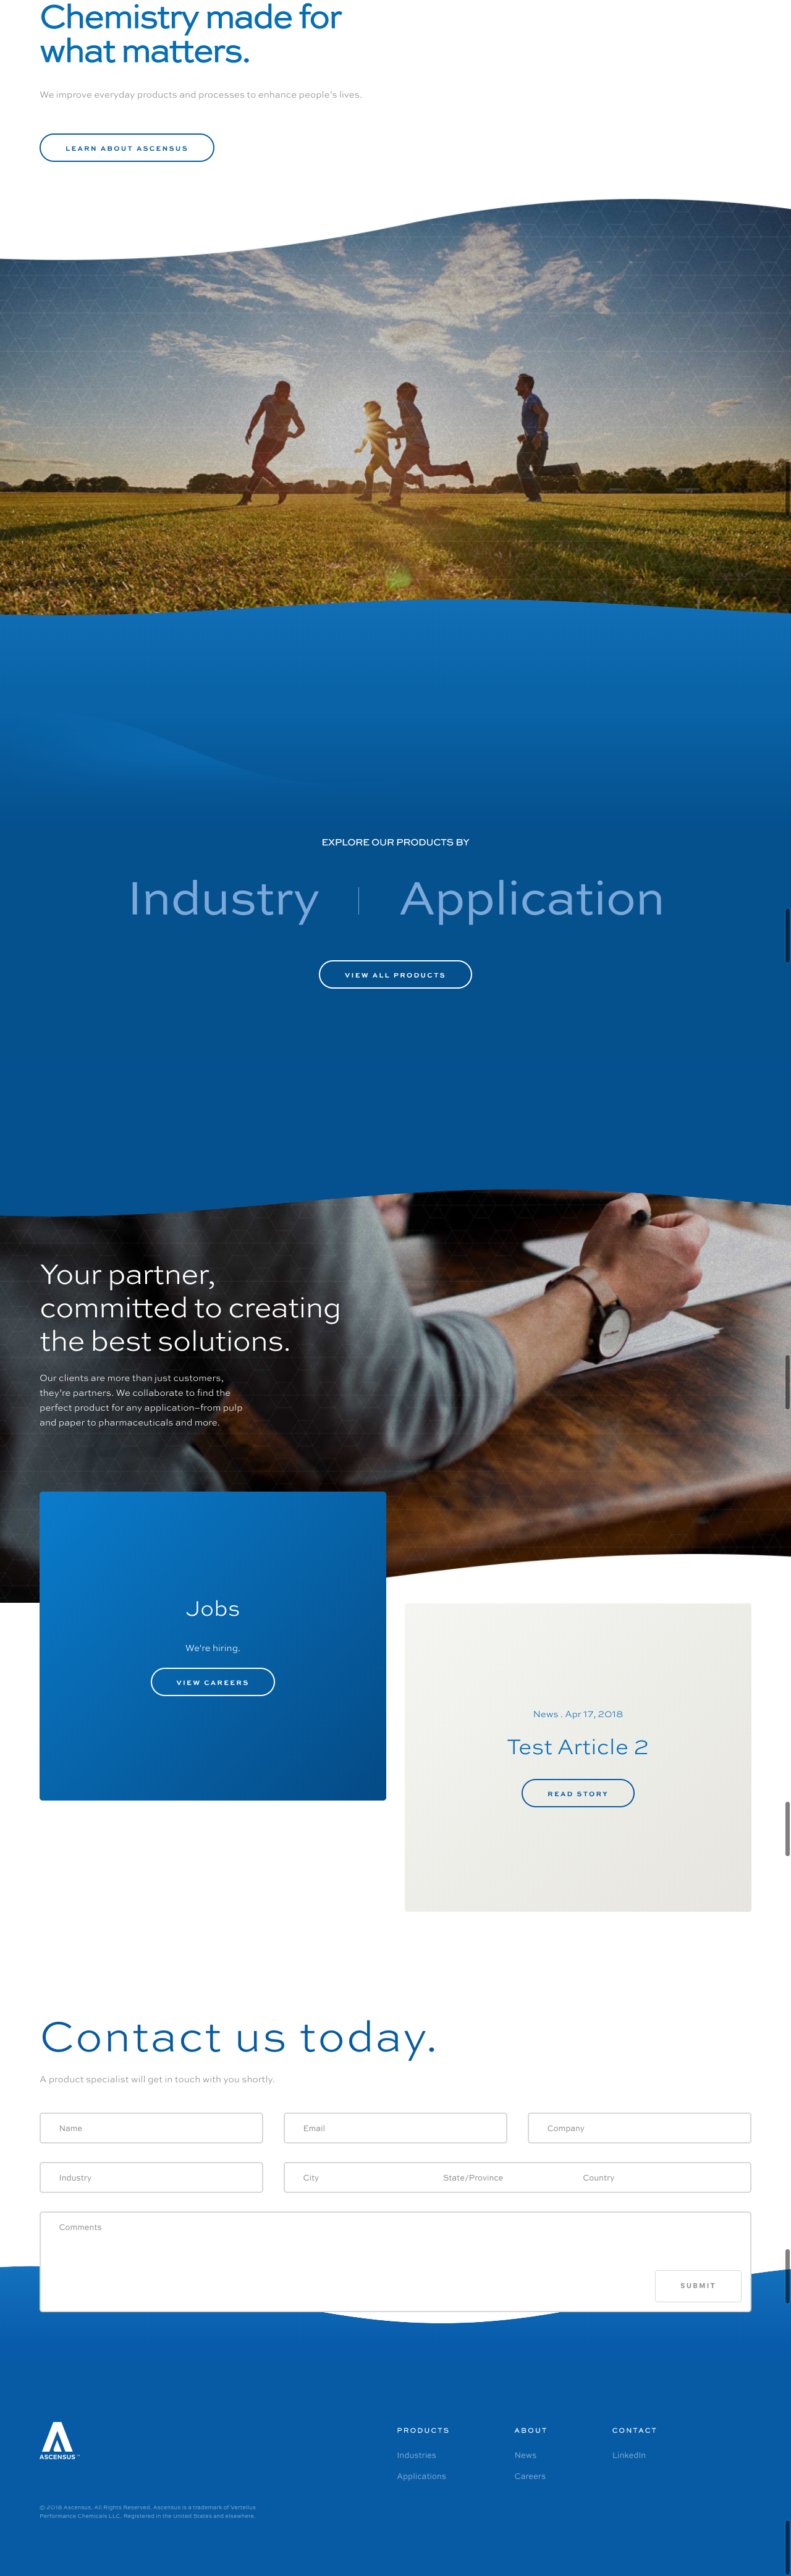 Chemistry made for
what matters.
We improve everyday products and processes to enhance people's lives.
LEARN ABOUT ASCENSUS
EXPLORE OUR PRODUCTS BY
Industry | Application
VIEW ALL PRODUCTS
Your partner,
committed to creating
the best solutions.
Our clients are more than just customers,
they're partners. We collaborate to find the
perfect product for any application–from pulp
and paper to pharmaceuticals and more.
Jobs
We're hiring.
VIEW CAREERS
News . Apr 17, 2018
Test Article 2
READ STORY
Contact us today.
A product specialist will get in touch with you shortly.
Name Email Company
Industry City State/Province Country
Comments
SUBMIT
ASCENSUS
PRODUCTS ABOUT CONTACT
Industries News LinkedIn
Applications Careers
© 2018 Ascensus. All Rights Reserved. Ascensus is a trademark of Vertellus
Performance Chemicals LLC. Registered in the United States and elsewhere.